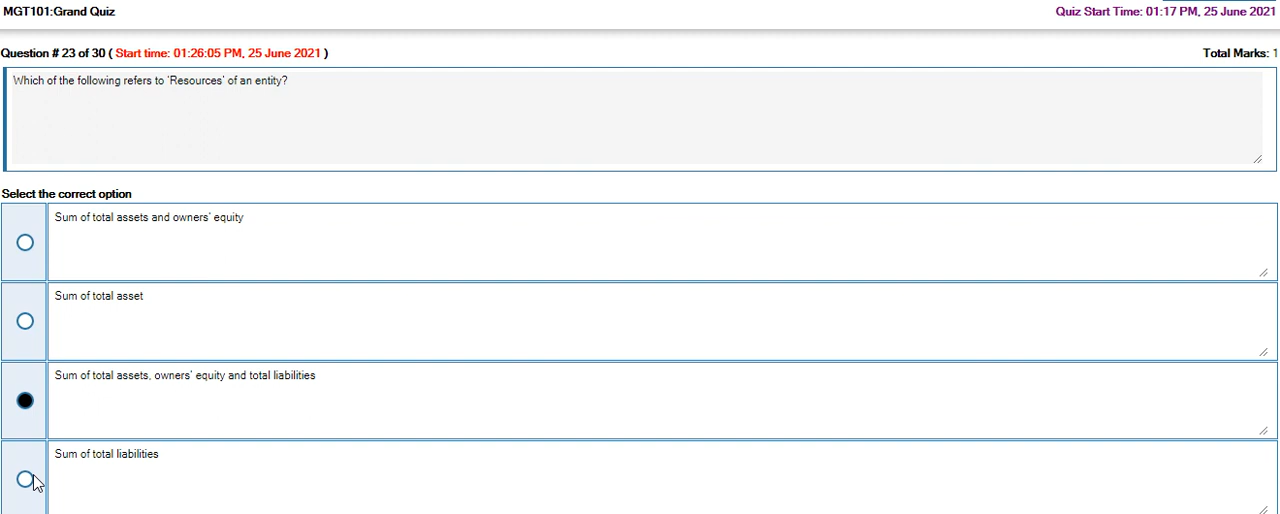 MGT101:Grand Quiz
Quiz Start Time: 01:17 PM, 25 June 2021
Question # 23 of 30 ( Start time: 01:26:05 PM, 25 June 2021 )
Total Marks: 1
Which of the following refers to 'Resources' of an entity?
Select the correct option
Sum of total assets and owners' equity
Sum of total asset
Sum of total assets, owners' equity and total liabilities
Sum of total liabilities